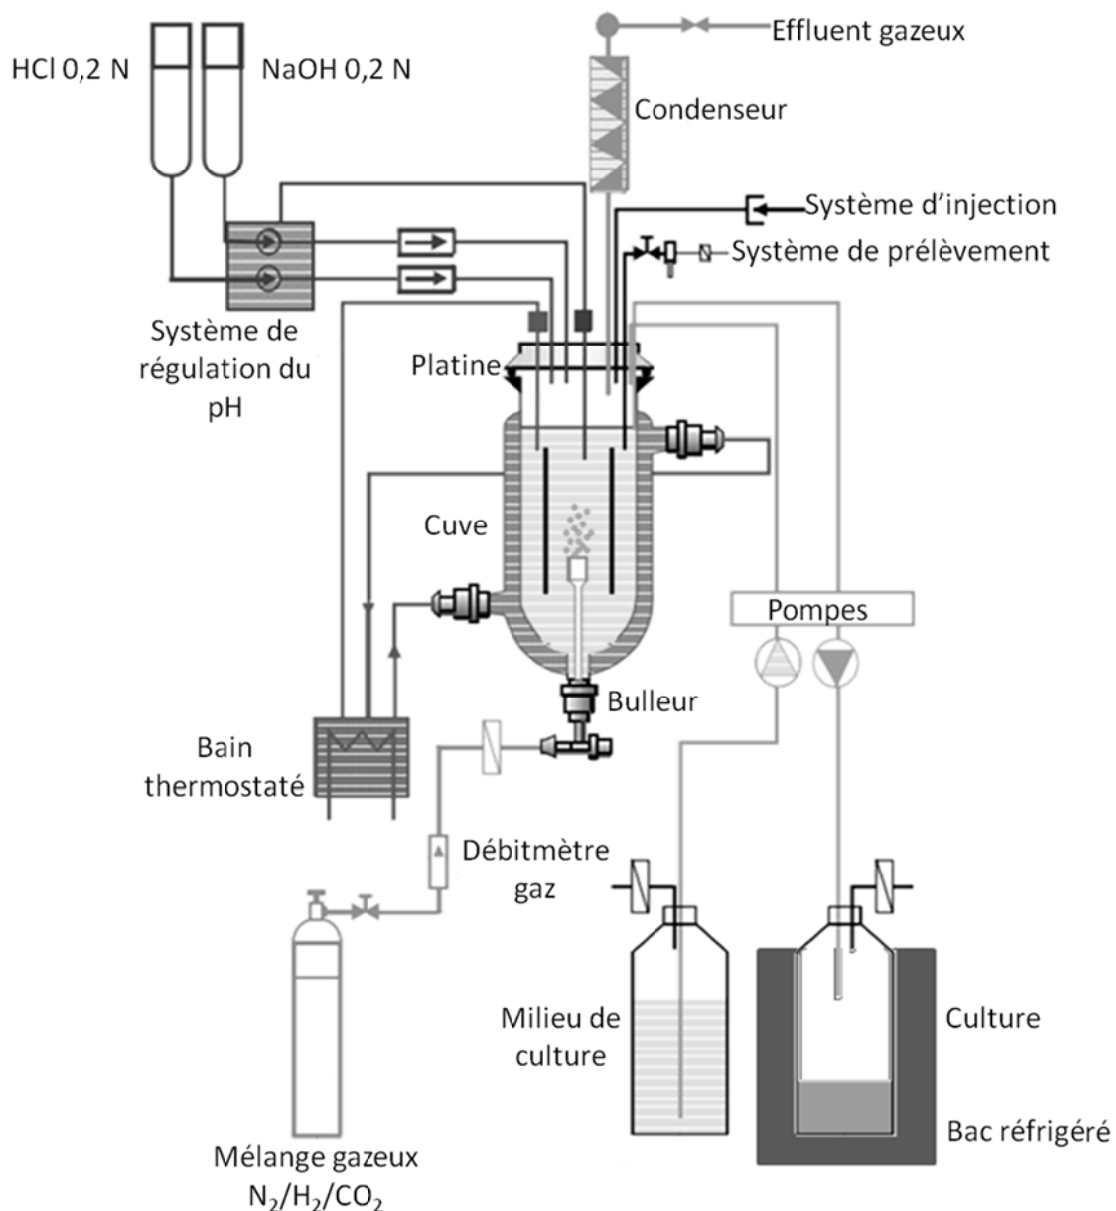 Effluent gazeux
HCl 0,2 N
NaOH 0,2 N
Condenseur
Système d'injection
Système de prélèvement
Système de
régulation du
pH
Platine
Cuve
Pompes
Bulleur
Bain
thermostaté
Débitmètre
gaz
Milieu de
culture
Culture
Bac réfrigéré
Mélange gazeux
N₂/H₂/CO₂